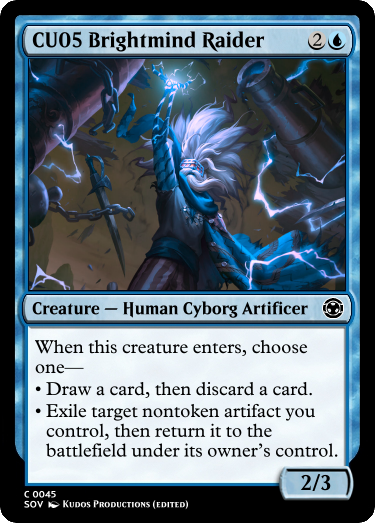 CU05 Brightmind Raider 2
Creature — Human Cyborg Artificer
When this creature enters, choose
one—
• Draw a card, then discard a card.
• Exile target nontoken artifact you
control, then return it to the
battlefield under its owner's control.
2/3
C 0045
SOV Kudos Productions (edited)